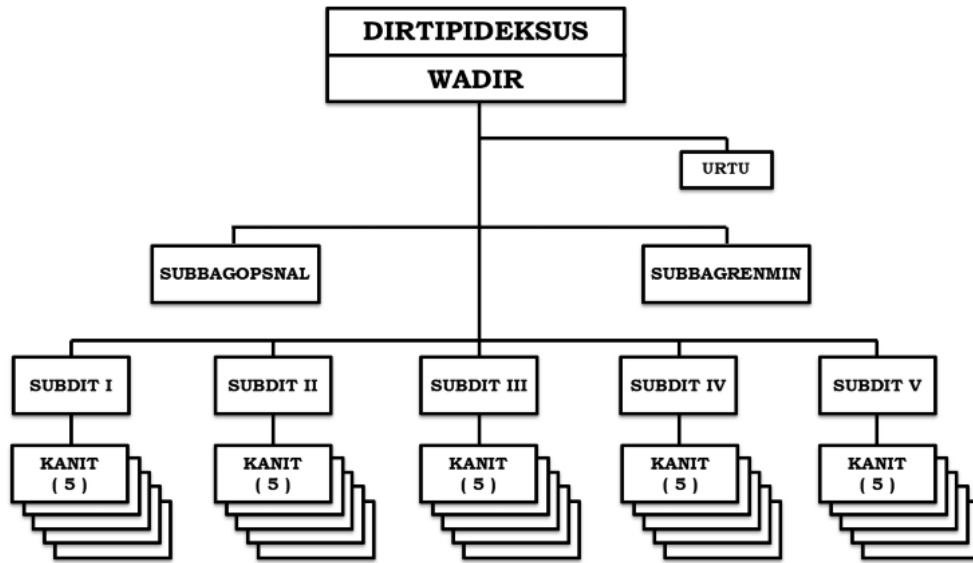 DIRTIPIDEKSUS
WADIR
URTU
SUBBAGOPSNAL
SUBBAGRENMIN
SUBDIT I
SUBDIT II
SUBDIT III
SUBDIT IV
SUBDIT V
KANIT
( 5 )
KANIT
( 5 )
KANIT
( 5 )
KANIT
( 5 )
KANIT
( 5 )